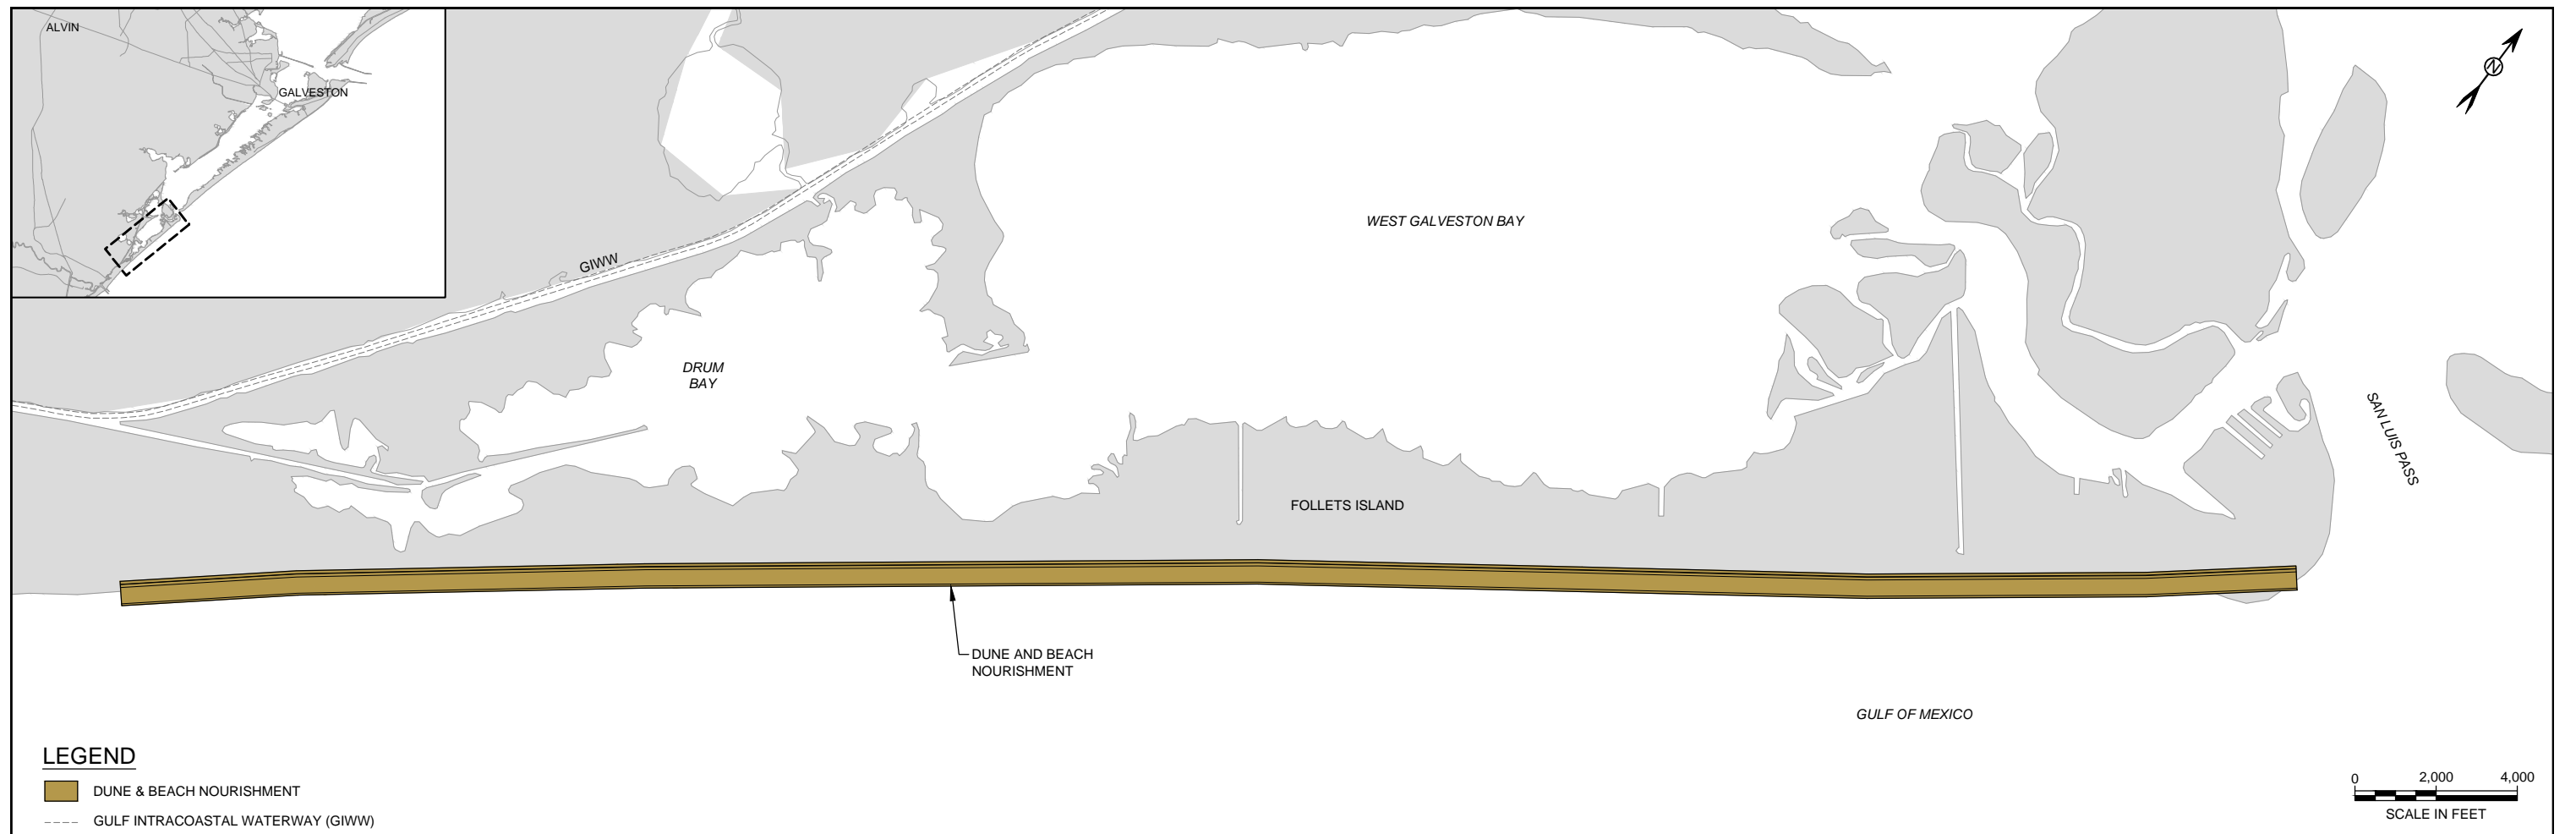 ALVIN
GALVESTON
N
WEST GALVESTON BAY
GIWW
DRUM
BAY
SAN LUIS PASS
FOLLETS ISLAND
DUNE AND BEACH
NOURISHMENT
GULF OF MEXICO
LEGEND
DUNE & BEACH NOURISHMENT
GULF INTRACOASTAL WATERWAY (GIWW)
0 2,000 4,000
SCALE IN FEET